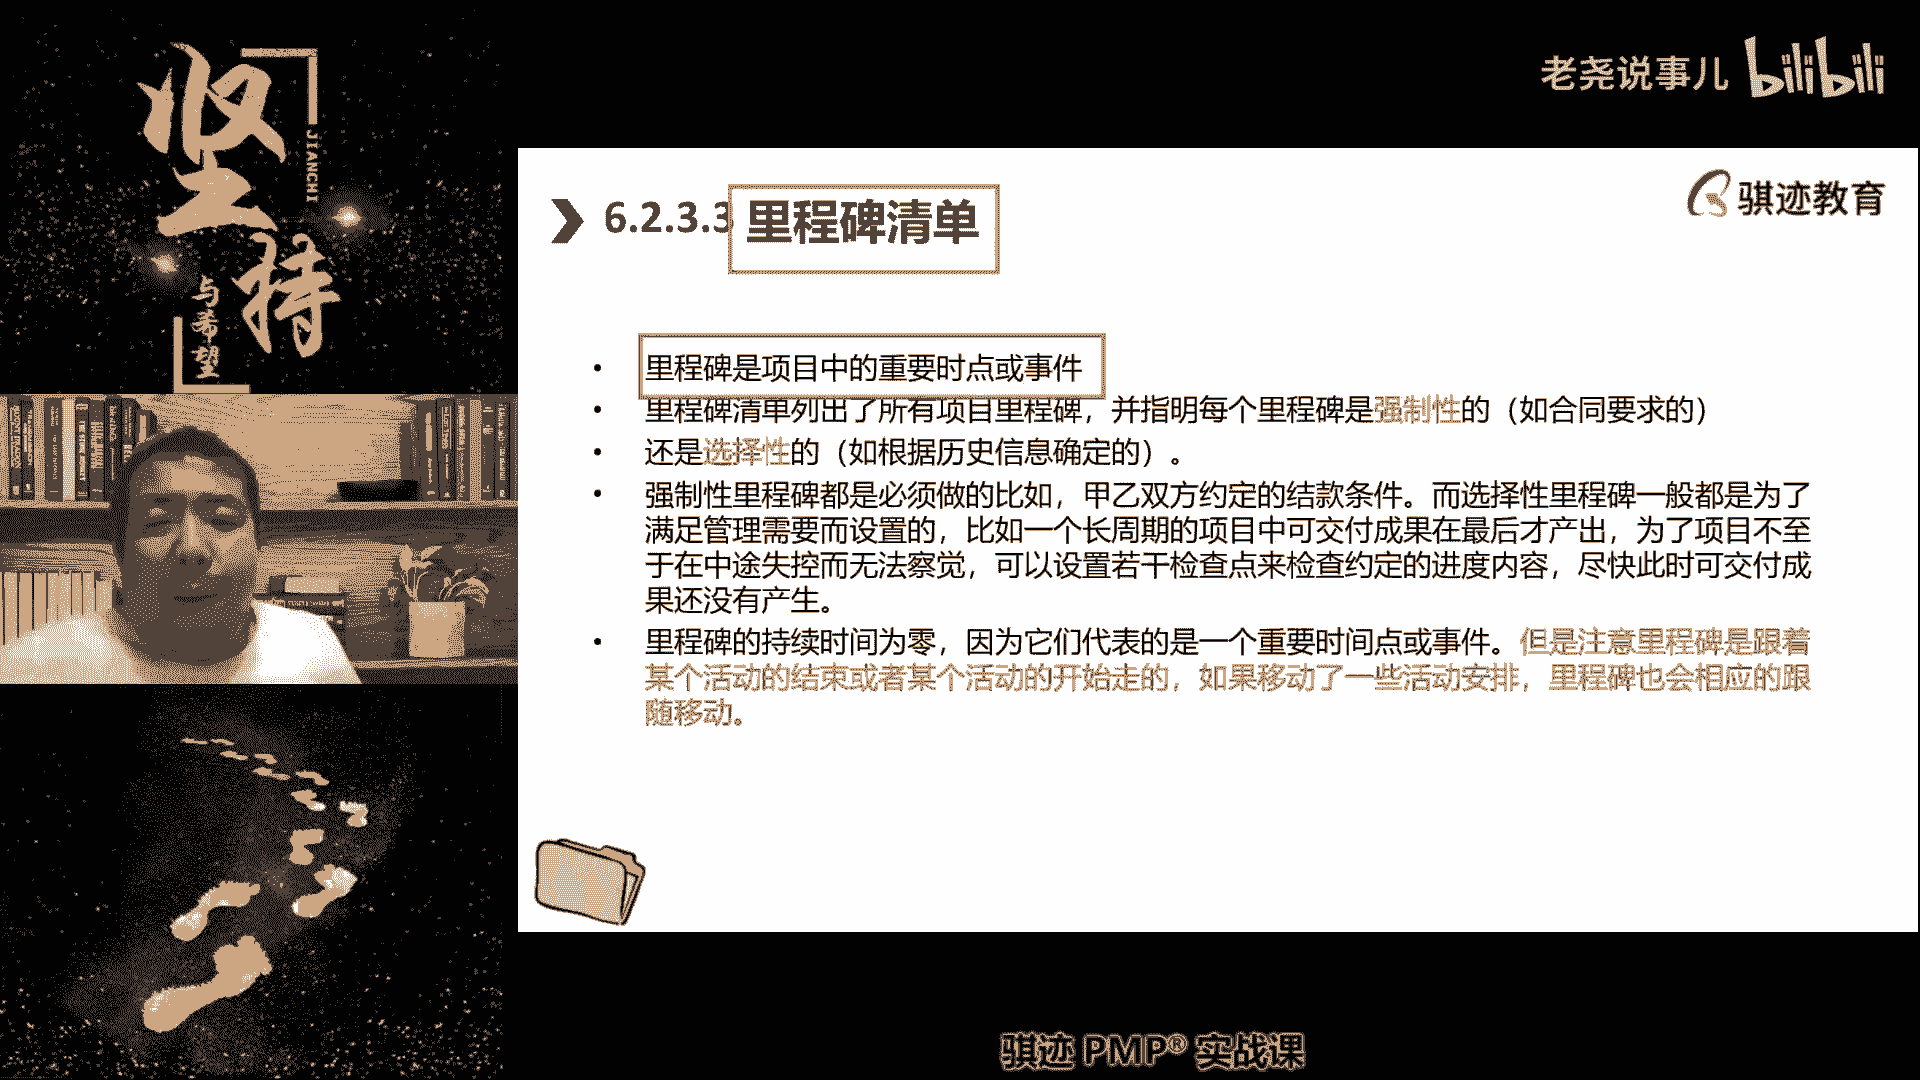 坚持
JIANCHI
与希望
老尧说事儿 bilibili
骐迹教育
6.2.3.3 里程碑清单
• 里程碑是项目中的重要时点或事件
• 里程碑清单列出了所有项目里程碑，并指明每个里程碑是强制性的（如合同要求的）
• 还是选择性的（如根据历史信息确定的）。
• 强制性里程碑都是必须做的比如，甲乙双方约定的结款条件。而选择性里程碑一般都是为了
满足管理需要而设置的，比如一个长周期的项目中可交付成果在最后才产出，为了项目不至
于在中途失控而无法察觉，可以设置若干检查点来检查约定的进度内容，尽快此时可交付成
果还没有产生。
• 里程碑的持续时间为零，因为它们代表的是一个重要时间点或事件。但是注意里程碑是跟着
某个活动的结束或者某个活动的开始走的，如果移动了一些活动安排，里程碑也会相应的跟
随移动。
骐迹 PMP® 实战课